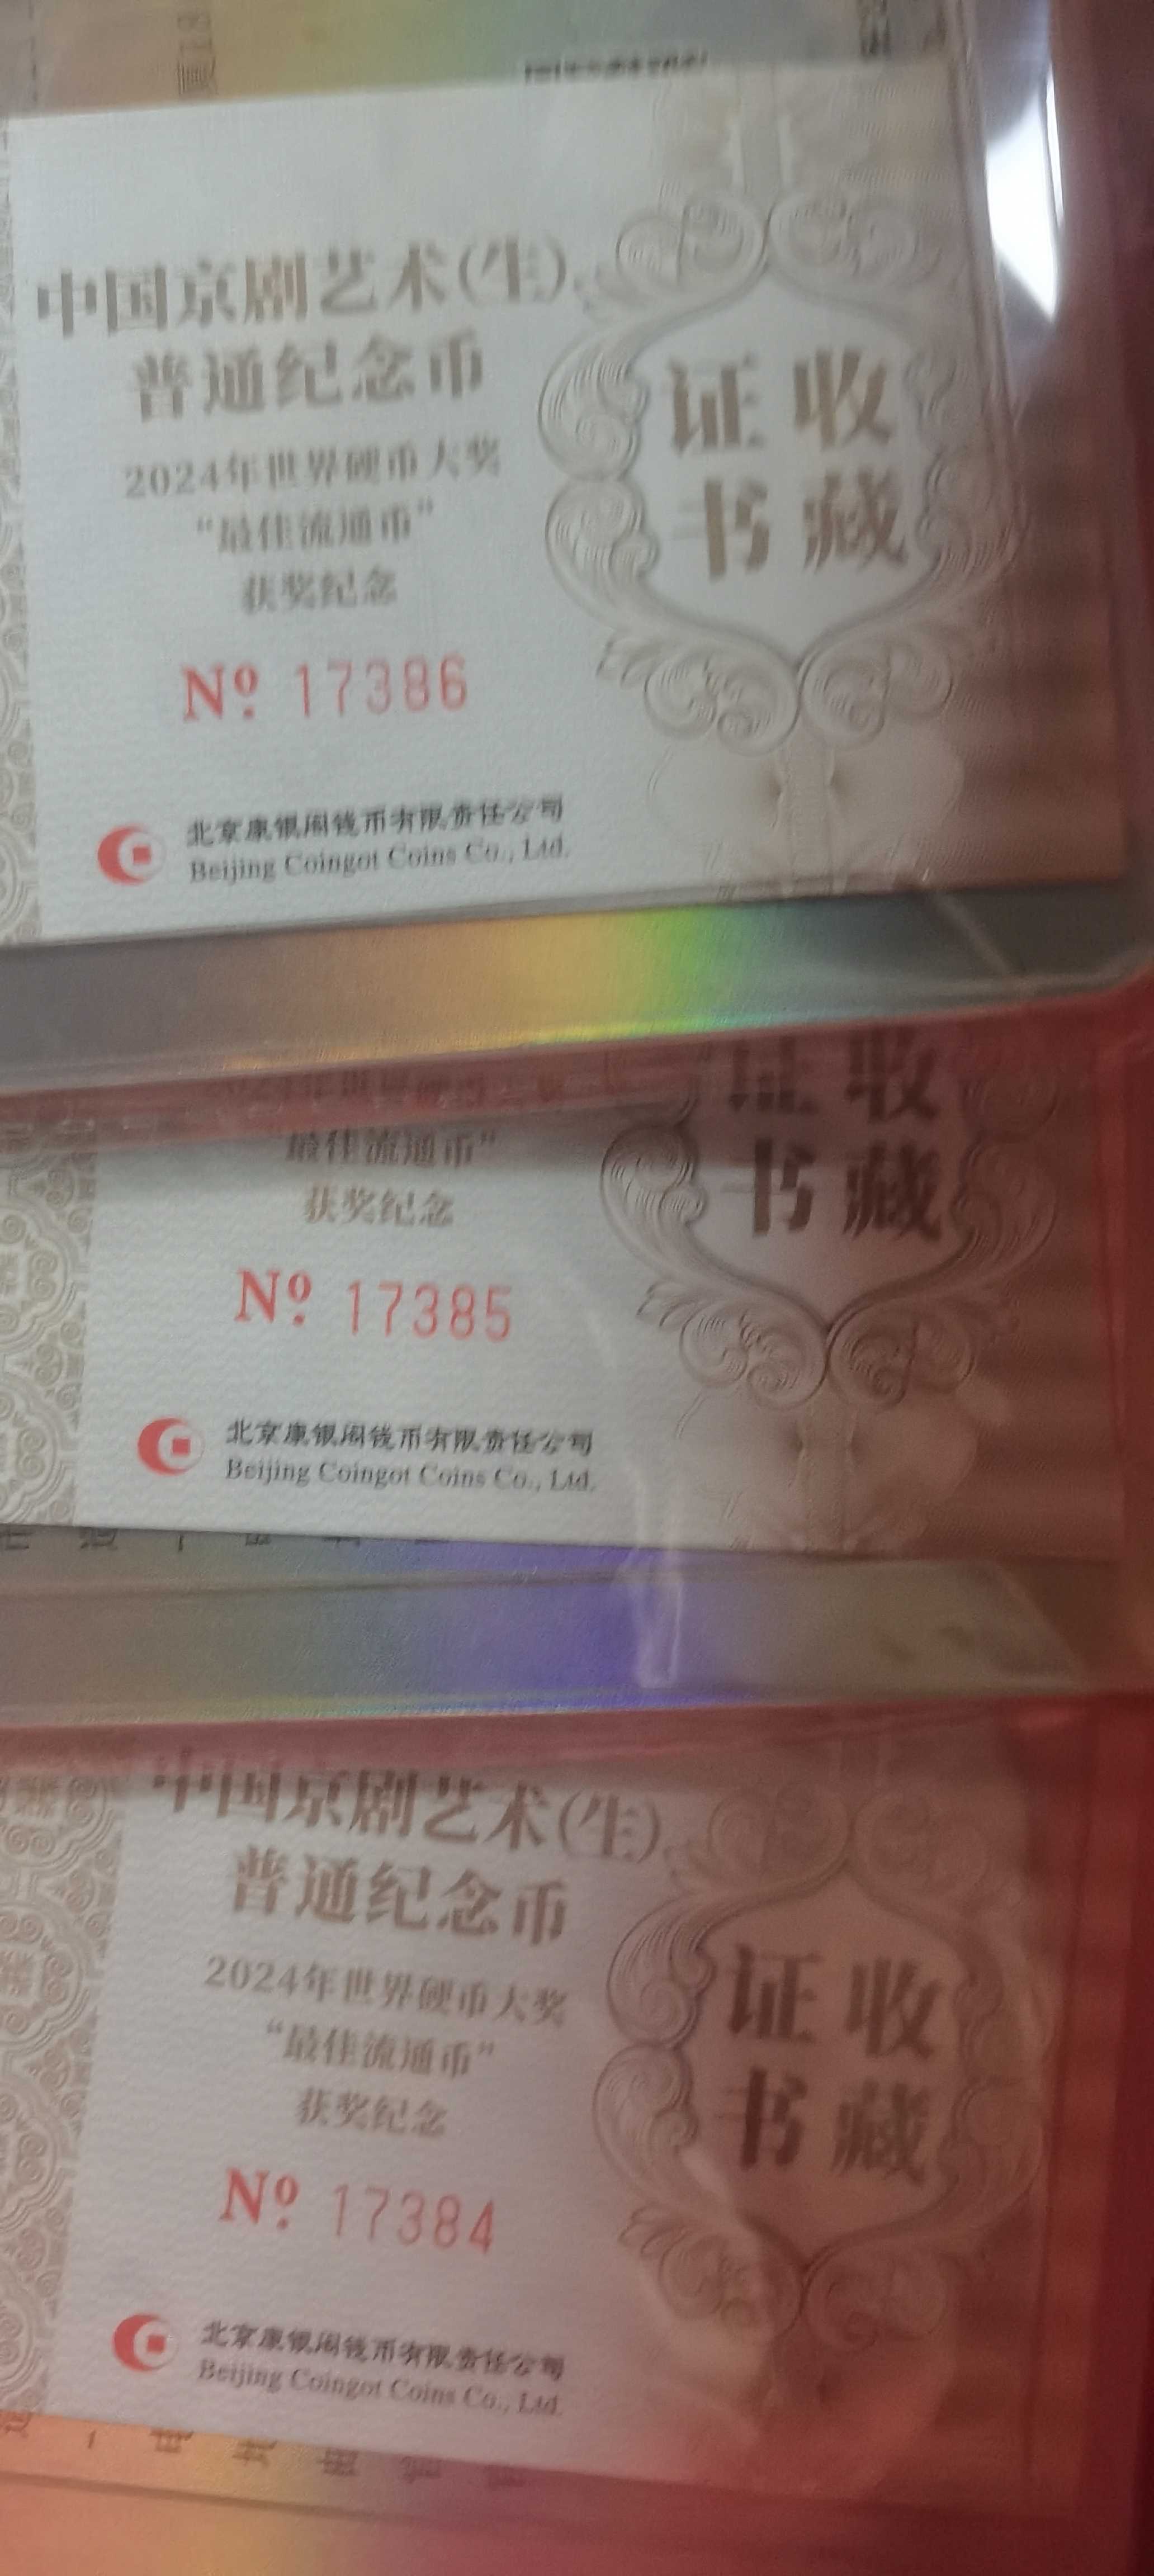 中国京剧艺术(生)
普通纪念币
2024年世界硬币大奖
“最佳流通币”
获奖纪念
№ 17386
北京康银阁钱币有限责任公司
Beijing Coingot Coins Co., Ltd.
收藏
证书
“最佳流通币”
获奖纪念
№ 17385
北京康银阁钱币有限责任公司
Beijing Coingot Coins Co., Ltd.
收藏
证书
中国京剧艺术(生)
普通纪念币
2024年世界硬币大奖
“最佳流通币”
获奖纪念
№ 17384
北京康银阁钱币有限责任公司
Beijing Coingot Coins Co., Ltd.
收藏
证书